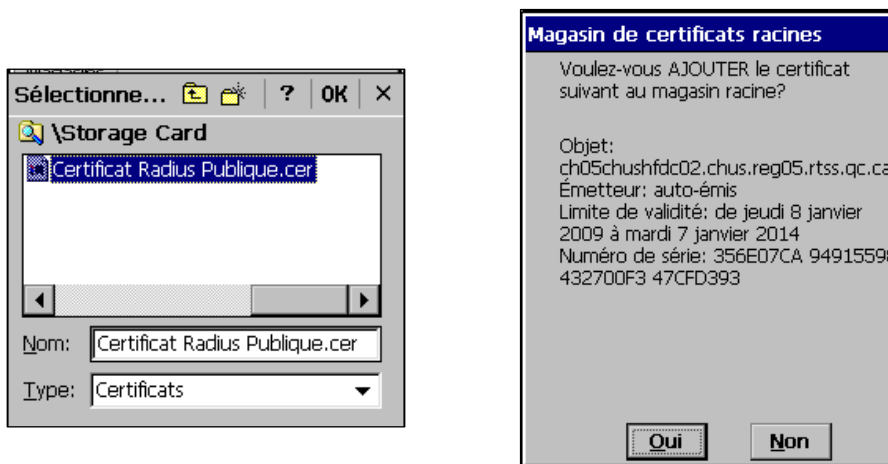 Sélectionne... ? OK ×
\Storage Card
Certificat Radius Publique.cer
Nom: Certificat Radius Publique.cer
Type: Certificats
Magasin de certificats racines
Voulez-vous AJOUTER le certificat
suivant au magasin racine?
Objet:
ch05chushfdc02.chus.reg05.rtss.qc.ca
Émetteur: auto-émis
Limite de validité: de jeudi 8 janvier
2009 à mardi 7 janvier 2014
Numéro de série: 356E07CA 94915598
432700F3 47CFD393
Oui Non